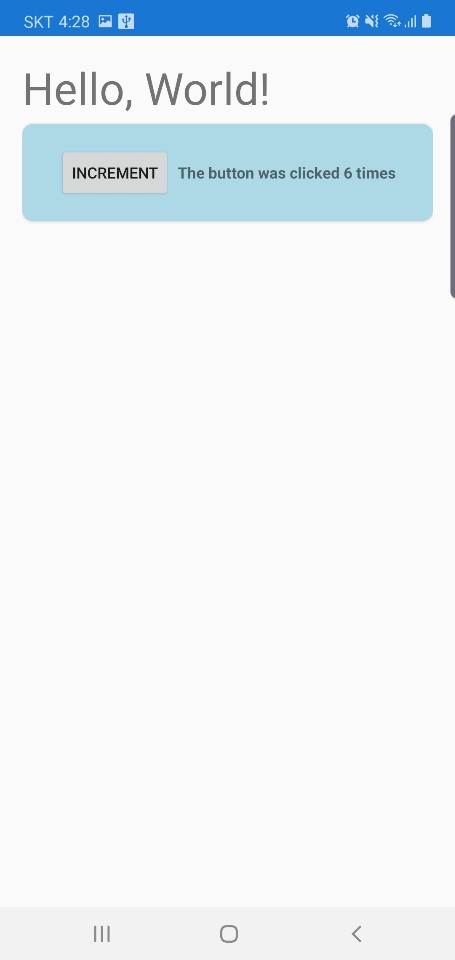 SKT 4:28
Hello, World!
INCREMENT The button was clicked 6 times